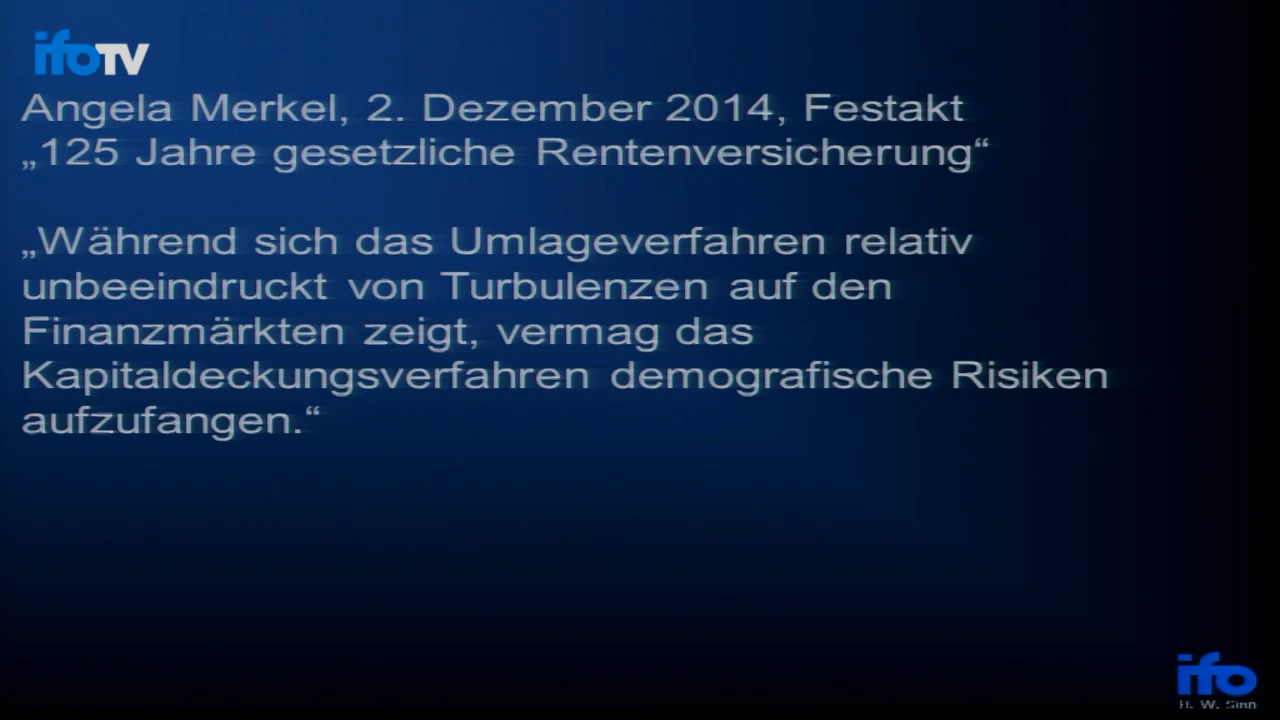 ifoTV
Angela Merkel, 2. Dezember 2014, Festakt
„125 Jahre gesetzliche Rentenversicherung“
„Während sich das Umlageverfahren relativ
unbeeindruckt von Turbulenzen auf den
Finanzmärkten zeigt, vermag das
Kapitaldeckungsverfahren demografische Risiken
aufzufangen.“
ifo
H. W. Sinn